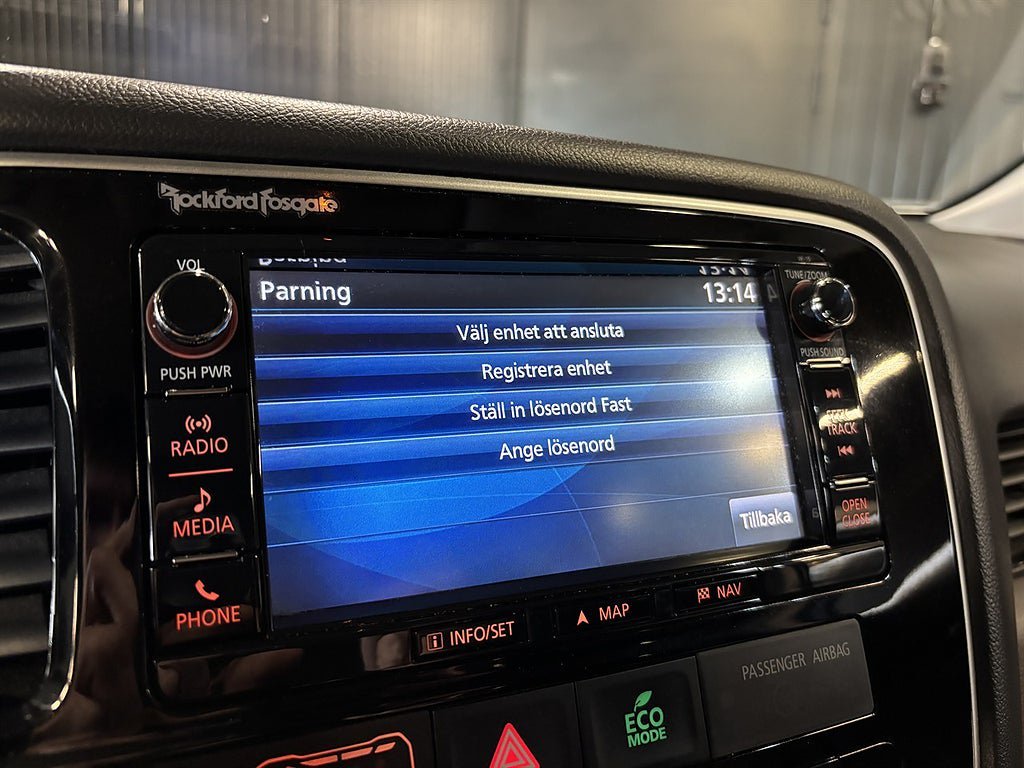 Rockford Fosgate
VOL
PUSH PWR
RADIO
MEDIA
PHONE
Parning
13:14
Välj enhet att ansluta
Registrera enhet
Ställ in lösenord Fast
Ange lösenord
Tillbaka
TUNE/ZOOM
PUSH SOUND
TRACK
OPEN
CLOSE
INFO/SET
MAP
NAV
PASSENGER AIRBAG
ECO
MODE